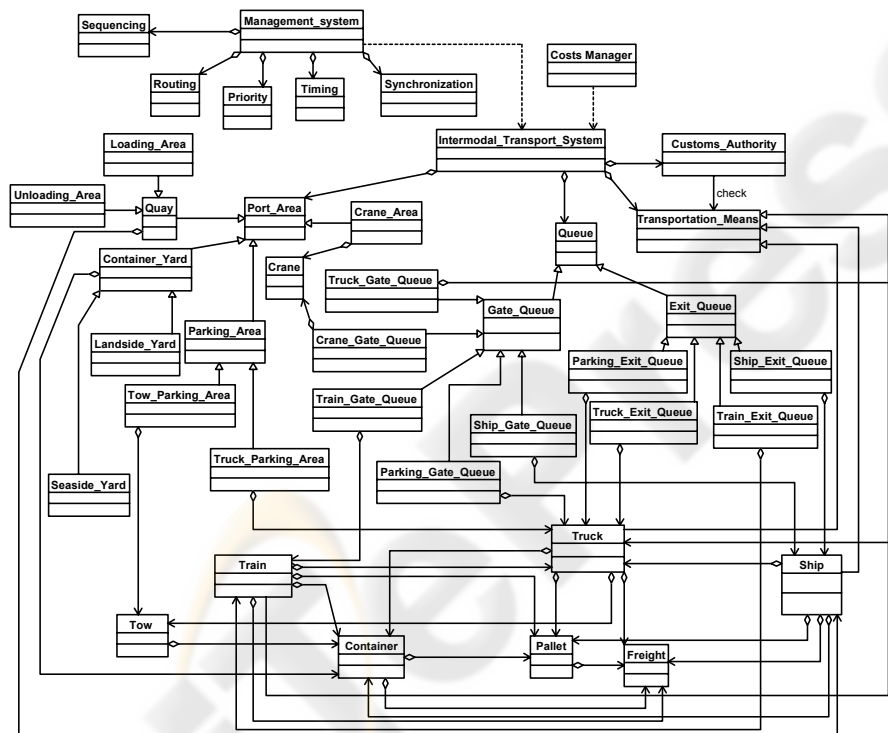 Sequencing
Management_system
Costs Manager
Routing
Priority
Timing
Synchronization
Loading_Area
Intermodal_Transport_System
Customs_Authority
check
Unloading_Area
Quay
Port_Area
Crane_Area
Transportation_Means
Queue
Container_Yard
Crane
Truck_Gate_Queue
Exit_Queue
Gate_Queue
Landside_Yard
Parking_Area
Crane_Gate_Queue
Parking_Exit_Queue
Ship_Exit_Queue
Tow_Parking_Area
Train_Gate_Queue
Truck_Exit_Queue
Train_Exit_Queue
Ship_Gate_Queue
Seaside_Yard
Truck_Parking_Area
Parking_Gate_Queue
Truck
Train
Ship
Tow
Container
Pallet
Freight